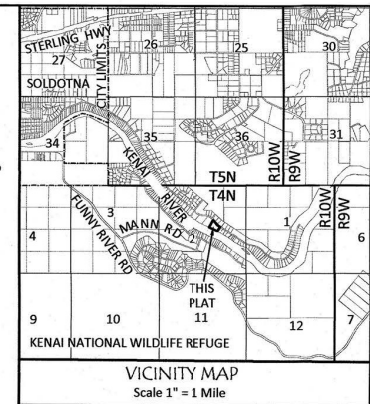 STERLING HWY
26
25
30
27
SOLDOTNA
CITY LIMITS
34
35
36
31
KENAI RIVER
R10W
R9W
T5N
T4N
FUNNY RIVER RD
3
MANN RD
2
1
R10W
R9W
4
6
THIS
PLAT
9
10
11
12
7
KENAI NATIONAL WILDLIFE REFUGE
VICINITY MAP
Scale 1" = 1 Mile